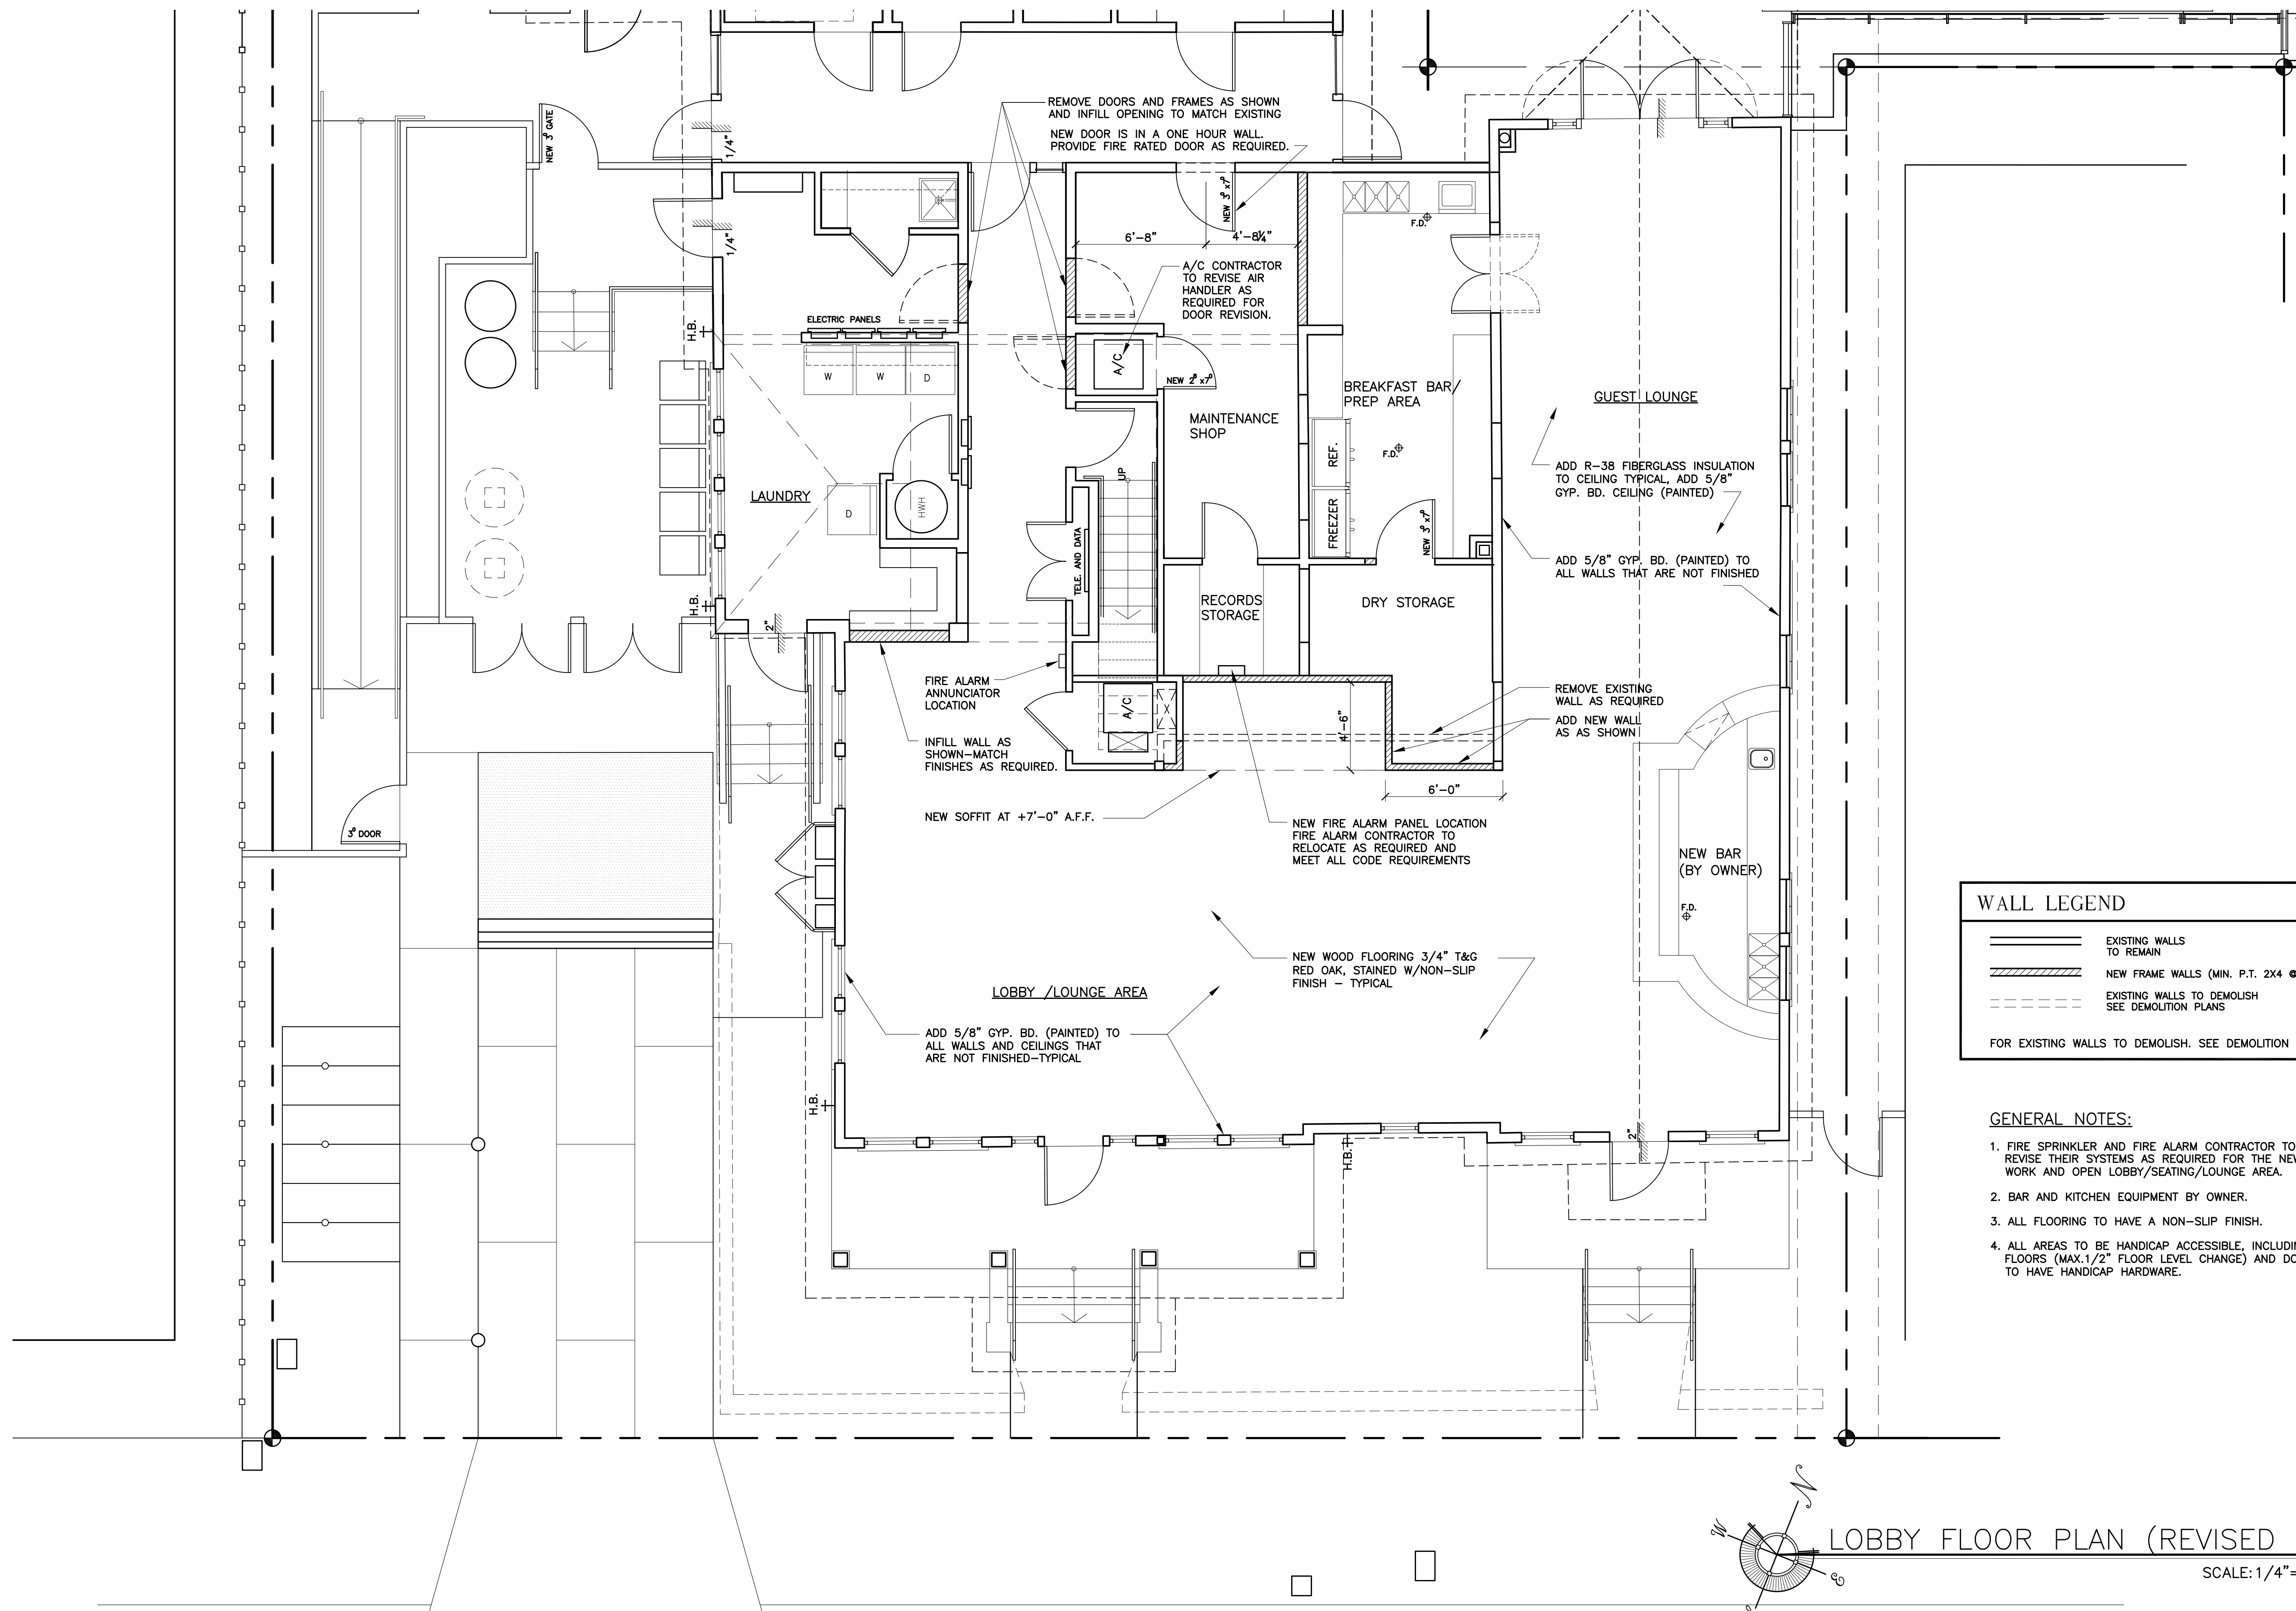 REMOVE DOORS AND FRAMES AS SHOWN
AND INFILL OPENING TO MATCH EXISTING
NEW DOOR IS IN A ONE HOUR WALL.
PROVIDE FIRE RATED DOOR AS REQUIRED.
NEW 3⁰ GATE
1/4"
1/4"
NEW 3⁰ x7⁰
F.D.
6'-8"
4'-8¼"
A/C CONTRACTOR
TO REVISE AIR
HANDLER AS
REQUIRED FOR
DOOR REVISION.
ELECTRIC PANELS
H.B.
A/C
W
W
D
NEW 2⁸ x7⁰
BREAKFAST BAR/
PREP AREA
GUEST LOUNGE
MAINTENANCE
SHOP
REF.
F.D.
UP
ADD R-38 FIBERGLASS INSULATION
TO CEILING TYPICAL, ADD 5/8"
GYP. BD. CEILING (PAINTED)
LAUNDRY
D
HWH
FREEZER
NEW 3⁰ x7⁰
TELE. AND DATA
ADD 5/8" GYP. BD. (PAINTED) TO
ALL WALLS THAT ARE NOT FINISHED
H.B.
2"
RECORDS
STORAGE
DRY STORAGE
FIRE ALARM
ANNUNCIATOR
LOCATION
A/C
REMOVE EXISTING
WALL AS REQUIRED
ADD NEW WALL
AS AS SHOWN
4'-6"
INFILL WALL AS
SHOWN-MATCH
FINISHES AS REQUIRED.
6'-0"
NEW SOFFIT AT +7'-0" A.F.F.
3⁰ DOOR
NEW FIRE ALARM PANEL LOCATION
FIRE ALARM CONTRACTOR TO
RELOCATE AS REQUIRED AND
MEET ALL CODE REQUIREMENTS
NEW BAR
(BY OWNER)
F.D.
NEW WOOD FLOORING 3/4" T&G
RED OAK, STAINED W/NON-SLIP
FINISH - TYPICAL
LOBBY /LOUNGE AREA
ADD 5/8" GYP. BD. (PAINTED) TO
ALL WALLS AND CEILINGS THAT
ARE NOT FINISHED-TYPICAL
H.B.
H.B.
2"
WALL LEGEND
EXISTING WALLS
TO REMAIN
NEW FRAME WALLS (MIN. P.T. 2X4 @
EXISTING WALLS TO DEMOLISH
SEE DEMOLITION PLANS
FOR EXISTING WALLS TO DEMOLISH. SEE DEMOLITION
GENERAL NOTES:
1. FIRE SPRINKLER AND FIRE ALARM CONTRACTOR TO
REVISE THEIR SYSTEMS AS REQUIRED FOR THE NEW
WORK AND OPEN LOBBY/SEATING/LOUNGE AREA.
2. BAR AND KITCHEN EQUIPMENT BY OWNER.
3. ALL FLOORING TO HAVE A NON-SLIP FINISH.
4. ALL AREAS TO BE HANDICAP ACCESSIBLE,
FLOORS (MAX.1/2" FLOOR LEVEL CHANGE) AND
TO HAVE HANDICAP HARDWARE.
N
W
E
LOBBY FLOOR PLAN (REVISED
SCALE:1/4"=